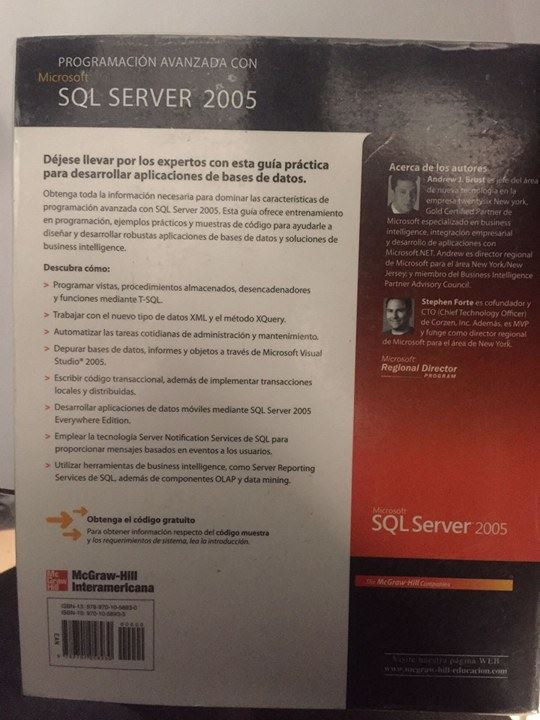 PROGRAMACIÓN AVANZADA CON
Microsoft
SQL SERVER 2005
Déjese llevar por los expertos con esta guía práctica
para desarrollar aplicaciones de bases de datos.
Obtenga toda la información necesaria para dominar las características de
programación avanzada con SQL Server 2005. Esta guía ofrece entrenamiento
en programación, ejemplos prácticos y muestras de código para ayudarle a
diseñar y desarrollar robustas aplicaciones de bases de datos y soluciones de
business intelligence.
Descubra cómo:
> Programar vistas, procedimientos almacenados, desencadenadores
y funciones mediante T-SQL.
> Trabajar con el nuevo tipo de datos XML y el método XQuery.
> Automatizar las tareas cotidianas de administración y mantenimiento.
> Depurar bases de datos, informes y objetos a través de Microsoft Visual
Studio® 2005.
> Escribir código transaccional, además de implementar transacciones
locales y distribuidas.
> Desarrollar aplicaciones de datos móviles mediante SQL Server 2005
Everywhere Edition.
> Emplear la tecnología Server Notification Services de SQL para
proporcionar mensajes basados en eventos a los usuarios.
> Utilizar herramientas de business intelligence, como Server Reporting
Services de SQL, además de componentes OLAP y data mining.
Obtenga el código gratuito
Para obtener información respecto del código muestra
y los requerimientos de sistema, lea la introducción.
Mc
Graw
Hill
McGraw-Hill
Interamericana
ISBN-13: 978-970-10-5893-0
00000
CAN
Acerca de los autores
Andrew J. Brust es jefe del área
de nueva tecnología en la
empresa twentysix New york,
Gold Certified Partner de
Microsoft especializado en business
intelligence, integración empresarial
y desarrollo de aplicaciones con
Microsoft.NET. Andrew es director regional
de Microsoft para el área New York/New
Jersey; y miembro del Business Intelligence
Partner Advisory Council.
Stephen Forte es cofundador y
CTO (Chief Technology Officer)
de Corzen, Inc. Además, es MVP
y funge como director regional
de Microsoft para el área de New York.
Microsoft
Regional Director
PROGRAM
Microsoft
SQL Server 2005
The McGraw-Hill Companies
Visite nuestra página WEB
www.mcgraw-hill-educacion.com